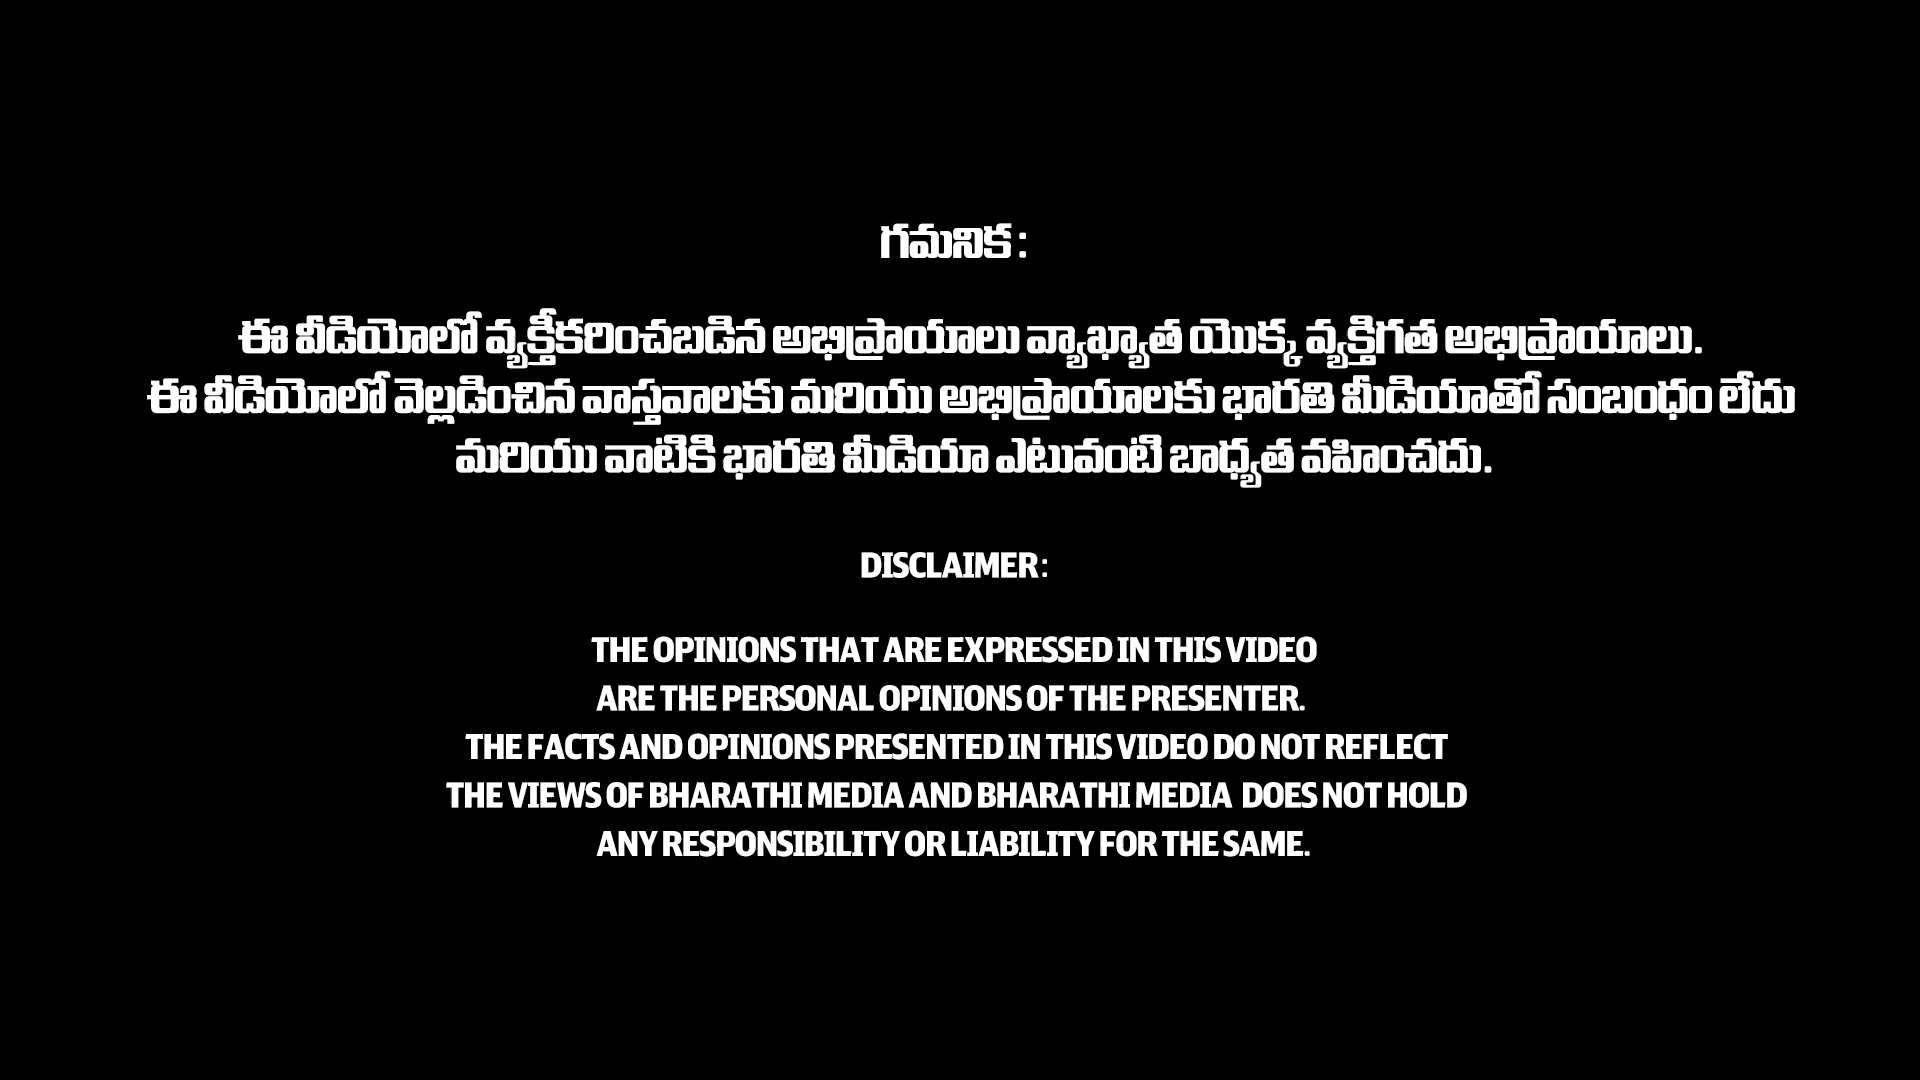 గమనిక :
ఈ వీడియోలో వ్యక్తీకరించబడిన అభిప్రాయాలు వ్యాఖ్యాత యొక్క వ్యక్తిగత అభిప్రాయాలు.
ఈ వీడియోలో వెల్లడించిన వాస్తవాలకు మరియు అభిప్రాయాలకు భారతి మీడియాతో సంబంధం లేదు
మరియు వాటికి భారతి మీడియా ఎటువంటి బాధ్యత వహించదు.
DISCLAIMER :
THE OPINIONS THAT ARE EXPRESSED IN THIS VIDEO
ARE THE PERSONAL OPINIONS OF THE PRESENTER.
THE FACTS AND OPINIONS PRESENTED IN THIS VIDEO DO NOT REFLECT
THE VIEWS OF BHARATHI MEDIA AND BHARATHI MEDIA DOES NOT HOLD
ANY RESPONSIBILITY OR LIABILITY FOR THE SAME.